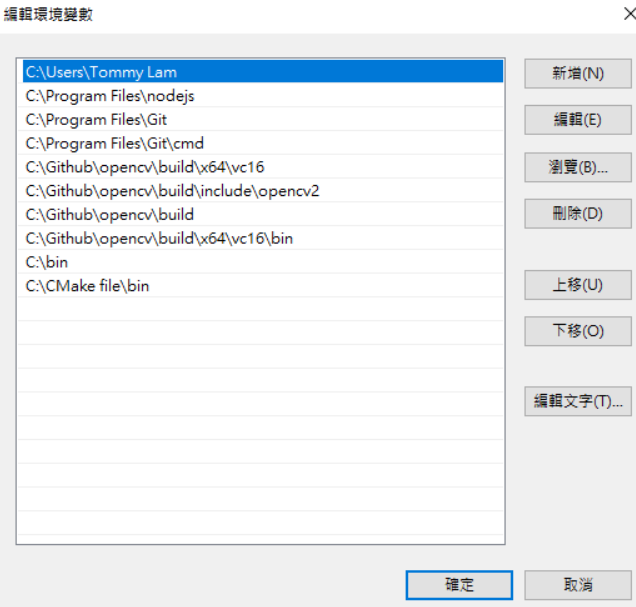 編輯環境變數
C:\Users\Tommy Lam
C:\Program Files\nodejs
C:\Program Files\Git
C:\Program Files\Git\cmd
C:\Github\opencv\build\x64\vc16
C:\Github\opencv\build\include\opencv2
C:\Github\opencv\build
C:\Github\opencv\build\x64\vc16\bin
C:\bin
C:\CMake file\bin
新增(N)
編輯(E)
瀏覽(B)...
刪除(D)
上移(U)
下移(O)
編輯文字(T)...
確定
取消